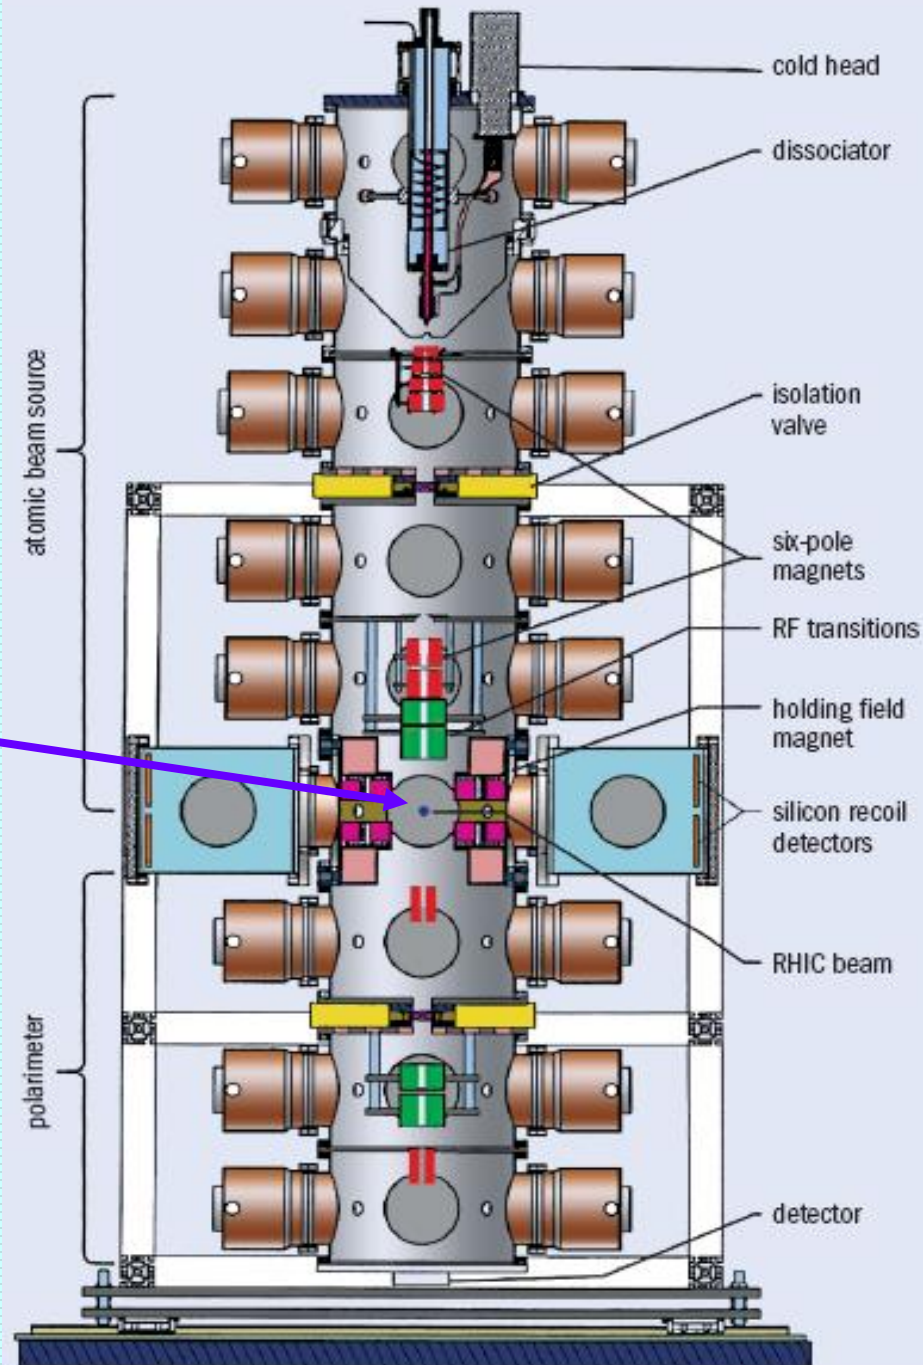 cold head
dissociator
atomic beam source
isolation
valve
six-pole
magnets
RF transitions
holding field
magnet
silicon recoil
detectors
RHIC beam
polarimeter
detector